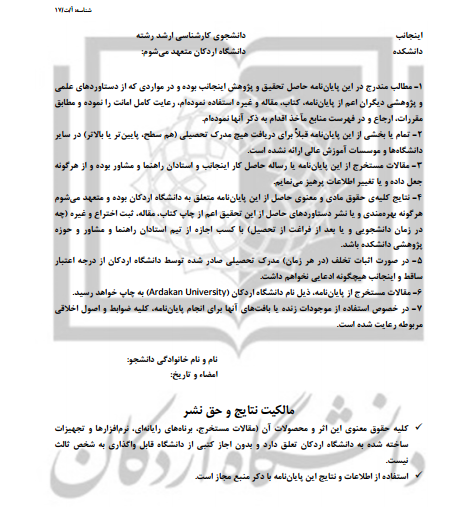 شناسه: آ/ت/۱۷
اینجانب دانشجوی کارشناسی ارشد رشته
دانشکده دانشگاه اردکان متعهد می‌شوم:
۱- مطالب مندرج در این پایان‌نامه حاصل تحقیق و پژوهش اینجانب بوده و در مواردی که از دستاوردهای علمی
و پژوهشی دیگران اعم از پایان‌نامه، کتاب، مقاله و غیره استفاده نموده‌ام، رعایت کامل امانت را نموده و مطابق
مقررات، ارجاع و در فهرست منابع مأخذ اقدام به ذکر آنها نموده‌ام.
۲- تمام یا بخشی از این پایان‌نامه قبلاً برای دریافت هیچ مدرک تحصیلی (هم سطح، پایین‌تر یا بالاتر) در سایر
دانشگاه‌ها و موسسات آموزش عالی ارائه نشده است.
۳- مقالات مستخرج از این پایان‌نامه یا رساله حاصل کار اینجانب و استادان راهنما و مشاور بوده و از هرگونه
جعل داده و یا تغییر اطلاعات پرهیز می‌نمایم.
۴- نتایج کلیه‌ی حقوق مادی و معنوی حاصل از این پایان‌نامه متعلق به دانشگاه اردکان بوده و متعهد می‌شوم
هرگونه بهره‌مندی و یا نشر دستاوردهای حاصل از این تحقیق اعم از چاپ کتاب، مقاله، ثبت اختراع و غیره (چه
در زمان دانشجویی و یا بعد از فراغت از تحصیل) با کسب اجازه از تیم استادان راهنما و مشاور و حوزه
پژوهشی دانشکده باشد.
۵- در صورت اثبات تخلف (در هر زمان) مدرک تحصیلی صادر شده توسط دانشگاه اردکان از درجه اعتبار
ساقط و اینجانب هیچگونه ادعایی نخواهم داشت.
۶- مقالات مستخرج از پایان‌نامه، ذیل نام دانشگاه اردکان (Ardakan University) به چاپ خواهد رسید.
۷- در خصوص استفاده از موجودات زنده یا بافت‌های آنها برای انجام پایان‌نامه، کلیه ضوابط و اصول اخلاقی
مربوطه رعایت شده است.
نام و نام خانوادگی دانشجو:
امضاء و تاریخ:
مالکیت نتایج و حق نشر
✓ کلیه حقوق معنوی این اثر و محصولات آن (مقالات مستخرج، برنامه‌های رایانه‌ای، نرم‌افزارها و تجهیزات
ساخته شده به دانشگاه اردکان تعلق دارد و بدون اجاز کتبی از دانشگاه قابل واگذاری به شخص ثالث
نیست.
✓ استفاده از اطلاعات و نتایج این پایان‌نامه با دکر منبع مجاز است.
دانشگاه اردکان